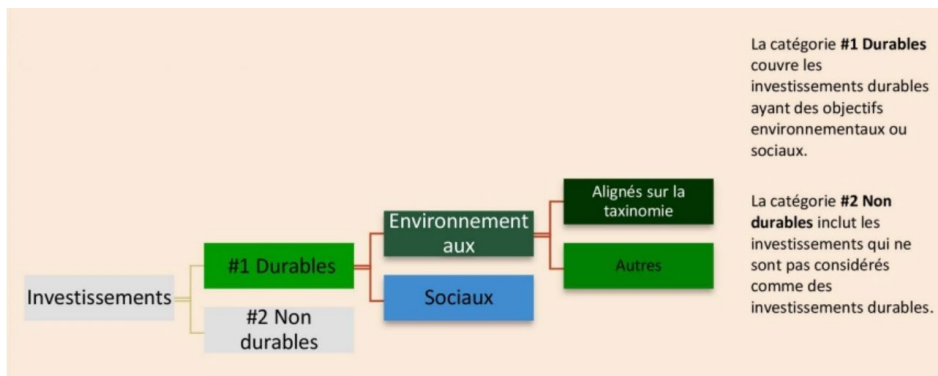 Investissements
#1 Durables
#2 Non
durables
Environnement
aux
Sociaux
Alignés sur la
taxinomie
Autres
La catégorie #1 Durables
couvre les
investissements durables
ayant des objectifs
environnementaux ou
sociaux.
La catégorie #2 Non
durables inclut les
investissements qui ne
sont pas considérés
comme des
investissements durables.